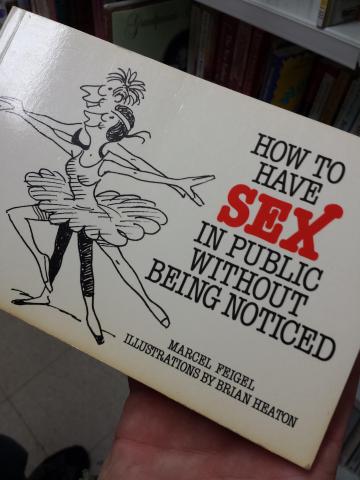 HOW TO
HAVE
SEX
IN PUBLIC
WITHOUT
BEING NOTICED
MARCEL FEIGEL
ILLUSTRATIONS BY BRIAN HEATON